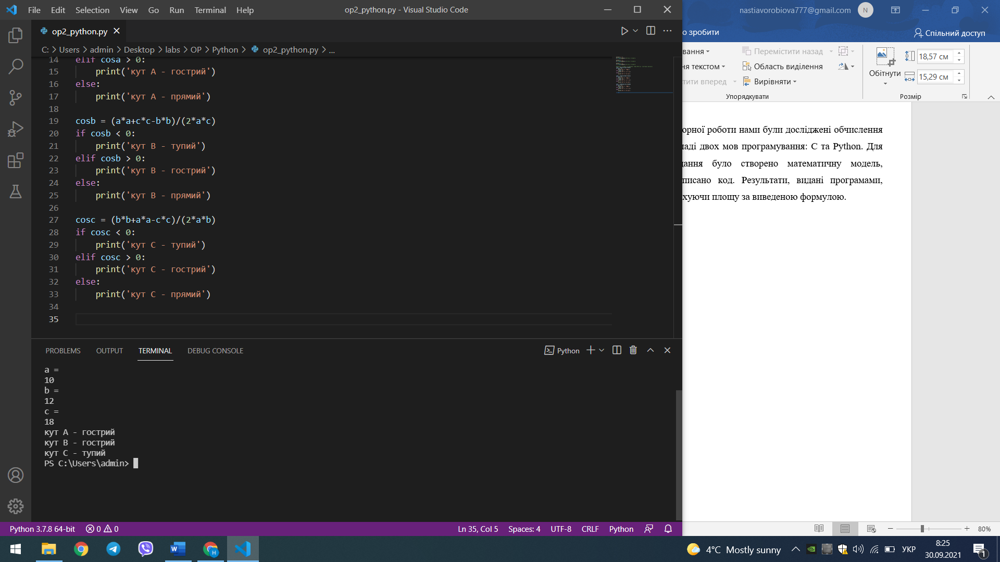 File Edit Selection View Go Run Terminal Help
op2_python.py - Visual Studio Code
op2_python.py
C: > Users > admin > Desktop > labs > OP > Python > op2_python.py > ...
14 elif cosa > 0:
15 print('кут A - гострий')
16 else:
17 print('кут A - прямий')
18
19 cosb = (a*a+c*c-b*b)/(2*a*c)
20 if cosb < 0:
21 print('кут B - тупий')
22 elif cosb > 0:
23 print('кут B - гострий')
24 else:
25 print('кут B - прямий')
26
27 cosc = (b*b+a*a-c*c)/(2*a*b)
28 if cosc < 0:
29 print('кут C - тупий')
30 elif cosc > 0:
31 print('кут C - гострий')
32 else:
33 print('кут C - прямий')
34
35
PROBLEMS OUTPUT TERMINAL DEBUG CONSOLE
Python
a =
10
b =
12
c =
18
кут A - гострий
кут B - гострий
кут C - тупий
PS C:\Users\admin>
Python 3.7.8 64-bit 0 0
Ln 35, Col 5 Spaces: 4 UTF-8 CRLF Python
nastiavorobiova777@gmail.com N
о зробити
Спільний доступ
вання
Перемістити назад
ня текстом
Область виділення
тити вперед
Вирівняти
Упорядкувати
Обітнути
18,57 см
15,29 см
Розмір
орної роботи нами були досліджені обчислення
ладі двох мов програмування: C та Python. Для
дання було створено математичну модель,
писано код. Результати, видані програмами,
хуючи площу за виведеною формулою.
80%
4°C Mostly sunny
УКР
8:25
30.09.2021
1